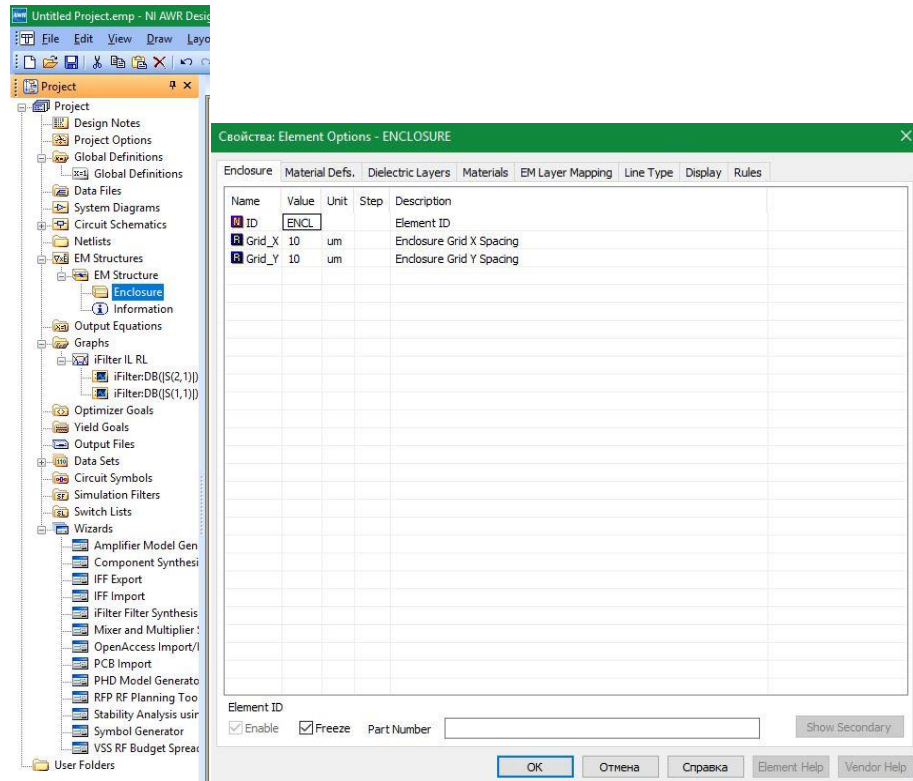 Untitled Project.emp - NI AWR Desig
File Edit View Draw Layo
Project
Project
Design Notes
Project Options
Global Definitions
Global Definitions
Data Files
System Diagrams
Circuit Schematics
Netlists
EM Structures
EM Structure
Enclosure
Information
Output Equations
Graphs
iFilter IL RL
iFilter:DB(|S(2,1)|)
iFilter:DB(|S(1,1)|)
Optimizer Goals
Yield Goals
Output Files
Data Sets
Circuit Symbols
Simulation Filters
Switch Lists
Wizards
Amplifier Model Gen
Component Synthesi
IFF Export
IFF Import
iFilter Filter Synthesis
Mixer and Multiplier S
OpenAccess Import/I
PCB Import
PHD Model Generato
RFP RF Planning Too
Stability Analysis usin
Symbol Generator
VSS RF Budget Spread
User Folders
Свойства: Element Options - ENCLOSURE
Enclosure Material Defs. Dielectric Layers Materials EM Layer Mapping Line Type Display Rules
Name Value Unit Step Description
ID ENCL Element ID
Grid_X 10 um Enclosure Grid X Spacing
Grid_Y 10 um Enclosure Grid Y Spacing
Element ID
Enable Freeze Part Number Show Secondary
OK Отмена Справка Element Help Vendor Help